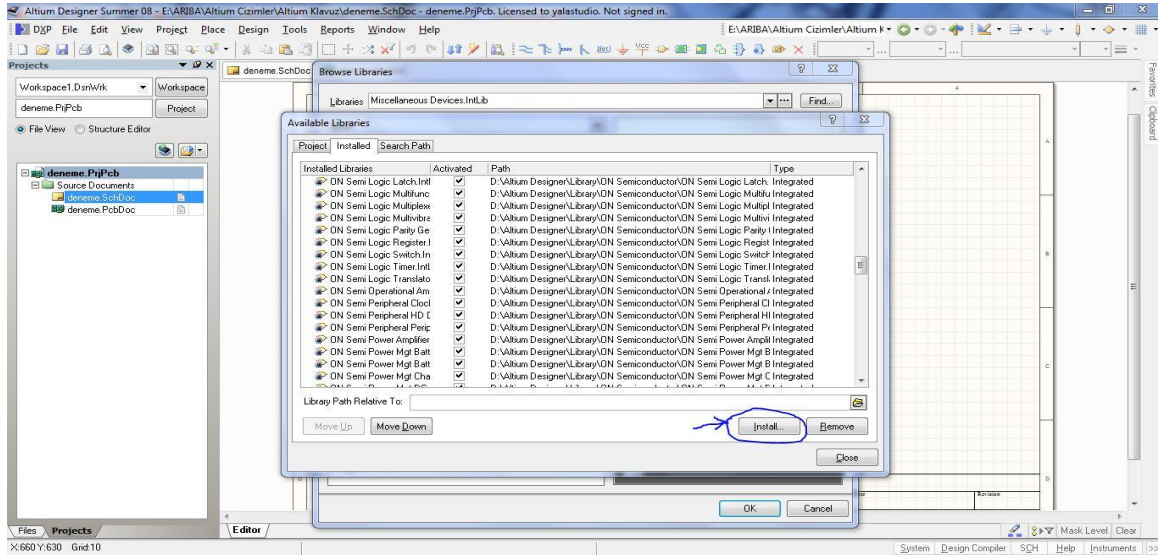 Altium Designer Summer 08 - E:\ARIBA\Altium Cizimler\Altium Klavuz\deneme.SchDoc - deneme.PrjPcb. Licensed to yalastudio. Not signed in.
DXP File Edit View Project Place Design Tools Reports Window Help E:\ARIBA\Altium Cizimler\Altium K
Projects
deneme.SchDoc
Workspace1.DsnWrk Workspace
deneme.PrjPcb Project
File View Structure Editor
deneme.PrjPcb
Source Documents
deneme.SchDoc
deneme.PcbDoc
Browse Libraries
Libraries Miscellaneous Devices.IntLib Find...
Available Libraries
Project Installed Search Path
Installed Libraries Activated Path Type
ON Semi Logic Latch.Intl D:\Altium Designer\Library\ON Semiconductor\ON Semi Logic Latch. Integrated
ON Semi Logic Multifunc D:\Altium Designer\Library\ON Semiconductor\ON Semi Logic Multifu Integrated
ON Semi Logic Multiplexe D:\Altium Designer\Library\ON Semiconductor\ON Semi Logic Multipl Integrated
ON Semi Logic Multivibra D:\Altium Designer\Library\ON Semiconductor\ON Semi Logic Multivi Integrated
ON Semi Logic Parity Ge D:\Altium Designer\Library\ON Semiconductor\ON Semi Logic Parity Integrated
ON Semi Logic Register.I D:\Altium Designer\Library\ON Semiconductor\ON Semi Logic Regist Integrated
ON Semi Logic Switch.In D:\Altium Designer\Library\ON Semiconductor\ON Semi Logic Switch Integrated
ON Semi Logic Timer.Intl D:\Altium Designer\Library\ON Semiconductor\ON Semi Logic Timer.I Integrated
ON Semi Logic Translato D:\Altium Designer\Library\ON Semiconductor\ON Semi Logic Transl Integrated
ON Semi Operational Am D:\Altium Designer\Library\ON Semiconductor\ON Semi Operational Integrated
ON Semi Peripheral Clocl D:\Altium Designer\Library\ON Semiconductor\ON Semi Peripheral Cl Integrated
ON Semi Peripheral HD D:\Altium Designer\Library\ON Semiconductor\ON Semi Peripheral HI Integrated
ON Semi Peripheral Perip D:\Altium Designer\Library\ON Semiconductor\ON Semi Peripheral Pe Integrated
ON Semi Power Amplifier D:\Altium Designer\Library\ON Semiconductor\ON Semi Power Ampli Integrated
ON Semi Power Mgt Batt D:\Altium Designer\Library\ON Semiconductor\ON Semi Power Mgt B Integrated
ON Semi Power Mgt Batt D:\Altium Designer\Library\ON Semiconductor\ON Semi Power Mgt B Integrated
ON Semi Power Mgt Cha D:\Altium Designer\Library\ON Semiconductor\ON Semi Power Mgt C Integrated
Library Path Relative To:
Move Up Move Down Install... Remove
Close
OK Cancel
4
A
B
C
D
D
Revision
Favorites
Clipboard
Files Projects Editor Mask Level Clear
X:660 Y:630 Grid:10 System Design Compiler SCH Help Instruments >>